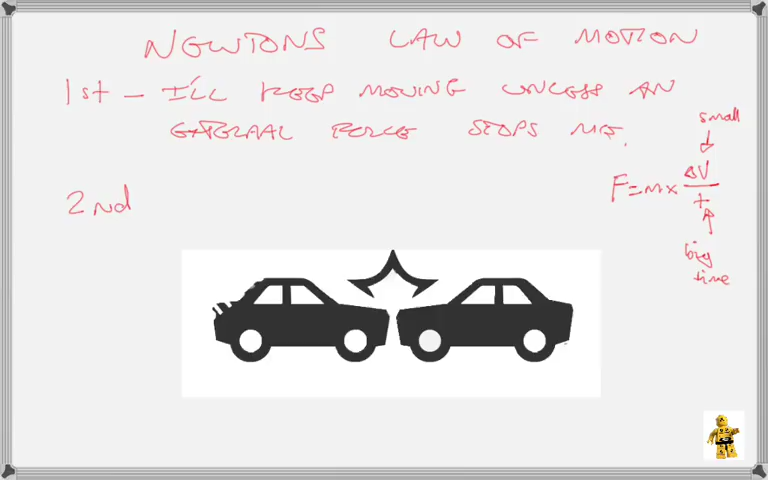 NEWTONS LAW OF MOTION
1st - I'LL KEEP MOVING UNLESS AN
EXTERNAL FORCE STOPS ME.
small
F=m× ΔV
t
big
time
2nd